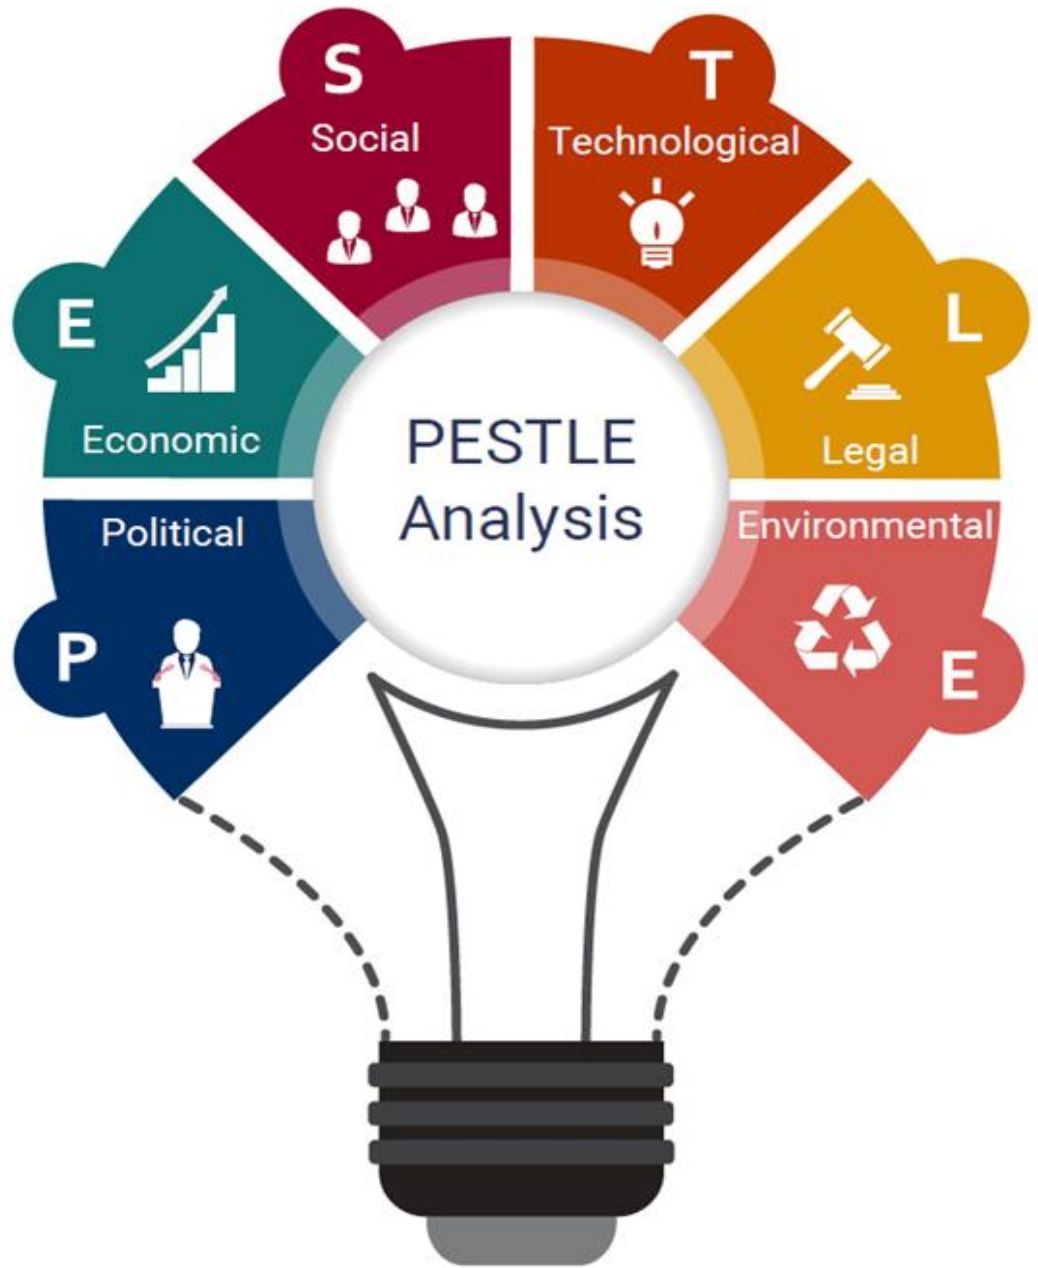 S
Social
T
Technological
E
Economic
L
Legal
PESTLE
Analysis
Political
P
Environmental
E